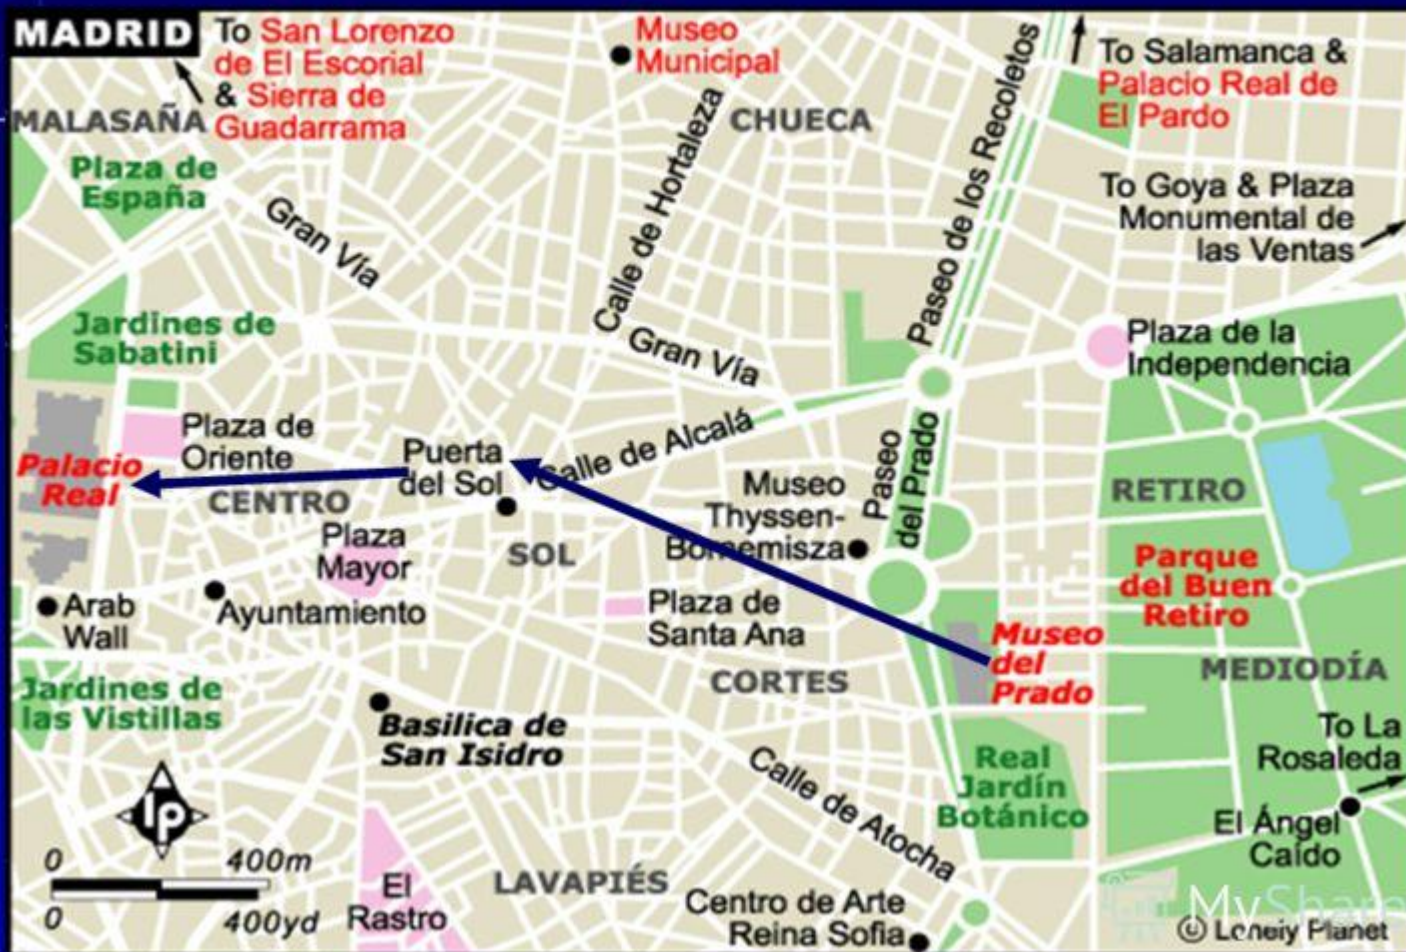 MADRID
To San Lorenzo
de El Escorial
& Sierra de
Guadarrama
Museo
Municipal
To Salamanca &
Palacio Real de
El Pardo
MALASAÑA
CHUECA
Plaza de
España
Gran Vía
Calle de Hortaleza
Paseo de los Recoletos
To Goya & Plaza
Monumental de
las Ventas
Jardines de
Sabatini
Gran Vía
Plaza de la
Independencia
Plaza de
Oriente
Palacio
Real
CENTRO
Puerta
del Sol
Calle de Alcalá
Museo
Thyssen-
Bornemisza
Paseo
del Prado
RETIRO
Plaza
Mayor
SOL
Parque
del Buen
Retiro
Arab
Wall
Ayuntamiento
Plaza de
Santa Ana
Museo
del
Prado
CORTES
MEDIODÍA
Jardines de
las Vistillas
Basilica de
San Isidro
To La
Rosaleda
Real
Jardín
Botánico
Calle de Atocha
El Ángel
Caído
lp
0 400m
0 400yd
El
Rastro
LAVAPIÉS
Centro de Arte
Reina Sofia
MyShare
© Lonely Planet